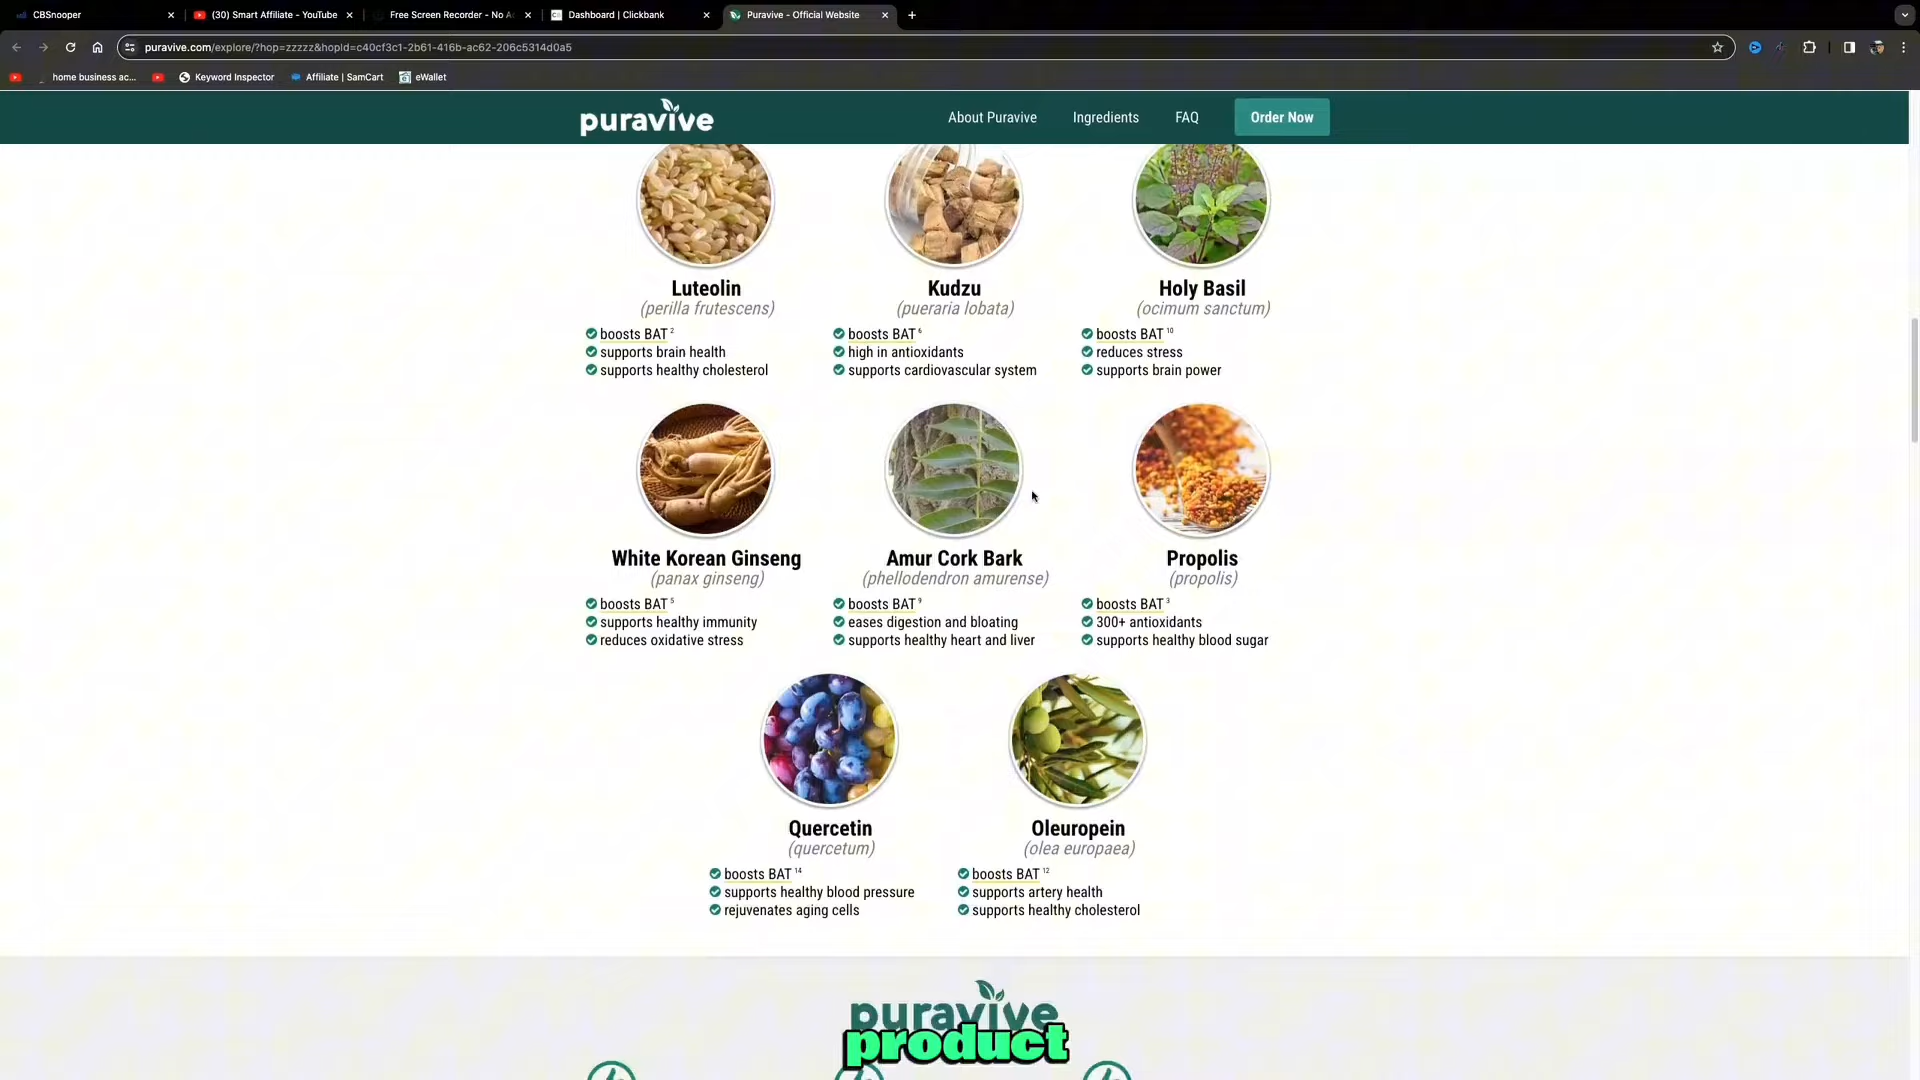 CBSnooper
(30) Smart Affiliate - YouTube
Free Screen Recorder - No A
Dashboard | Clickbank
Puravive - Official Website
puravive.com/explore/?hop=zzzzz&hopId=c40cf3c1-2b61-416b-ac62-206c5314d0a5
home business ac...
Keyword Inspector
Affiliate | SamCart
eWallet
puravive
About Puravive
Ingredients
FAQ
Order Now
Luteolin
(perilla frutescens)
boosts BAT 2
supports brain health
supports healthy cholesterol
Kudzu
(pueraria lobata)
boosts BAT 6
high in antioxidants
supports cardiovascular system
Holy Basil
(ocimum sanctum)
boosts BAT 10
reduces stress
supports brain power
White Korean Ginseng
(panax ginseng)
boosts BAT 5
supports healthy immunity
reduces oxidative stress
Amur Cork Bark
(phellodendron amurense)
boosts BAT 9
eases digestion and bloating
supports healthy heart and liver
Propolis
(propolis)
boosts BAT 3
300+ antioxidants
supports healthy blood sugar
Quercetin
(quercetum)
boosts BAT 14
supports healthy blood pressure
rejuvenates aging cells
Oleuropein
(olea europaea)
boosts BAT 12
supports artery health
supports healthy cholesterol
puravive
product